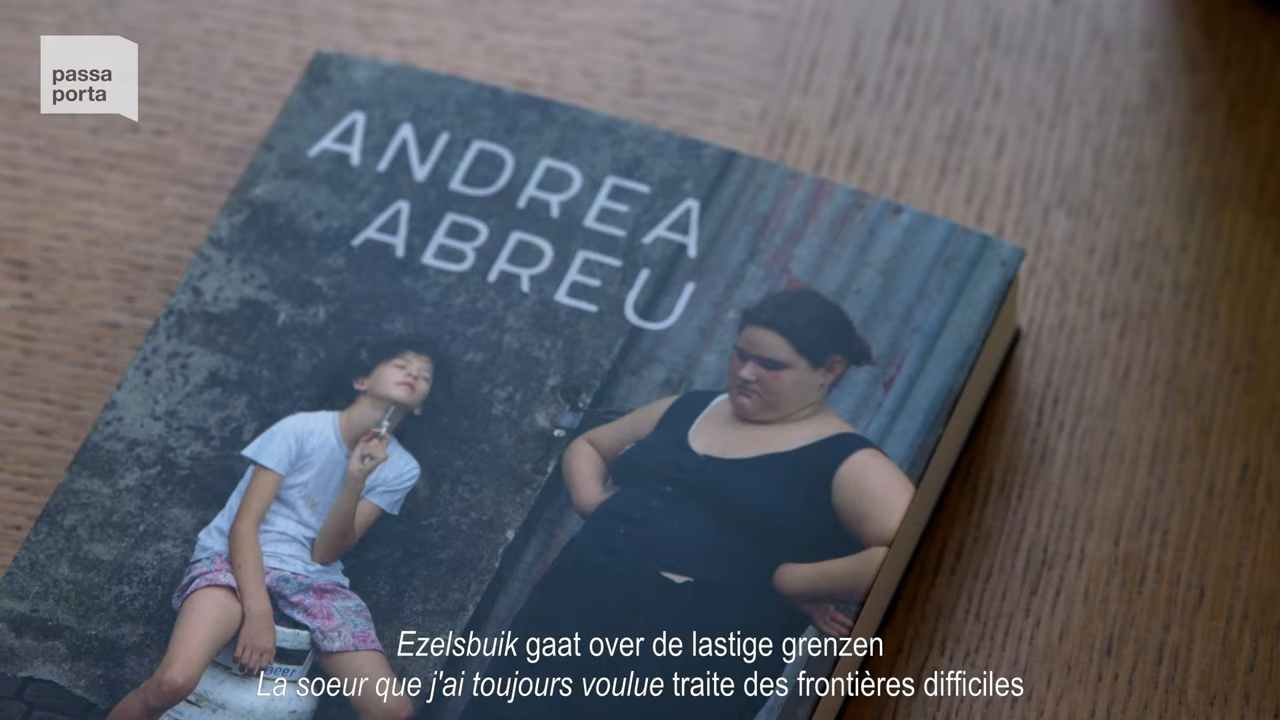 passa
porta
ANDREA
ABREU
Ezelsbuik gaat over de lastige grenzen
La soeur que j'ai toujours voulue traite des frontières difficiles